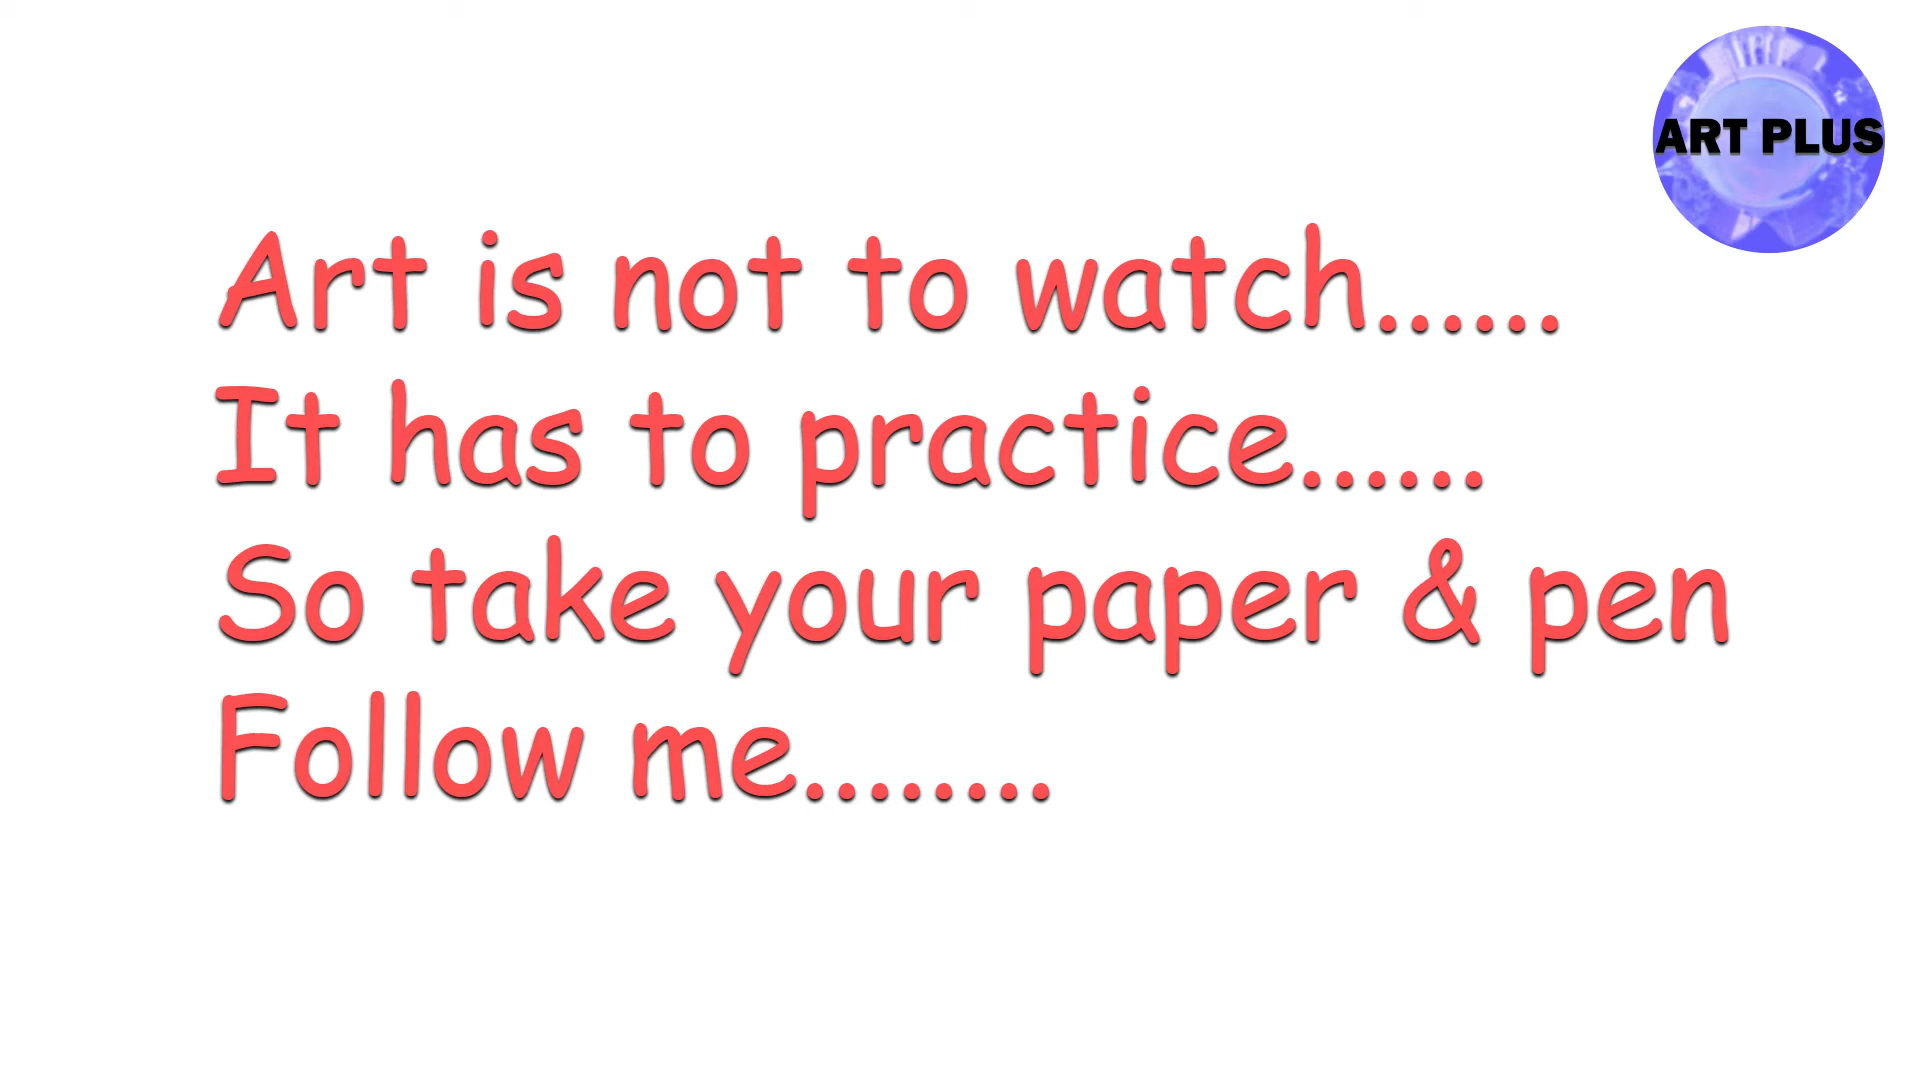 ART PLUS
Art is not to watch......
It has to practice......
So take your paper & pen
Follow me........